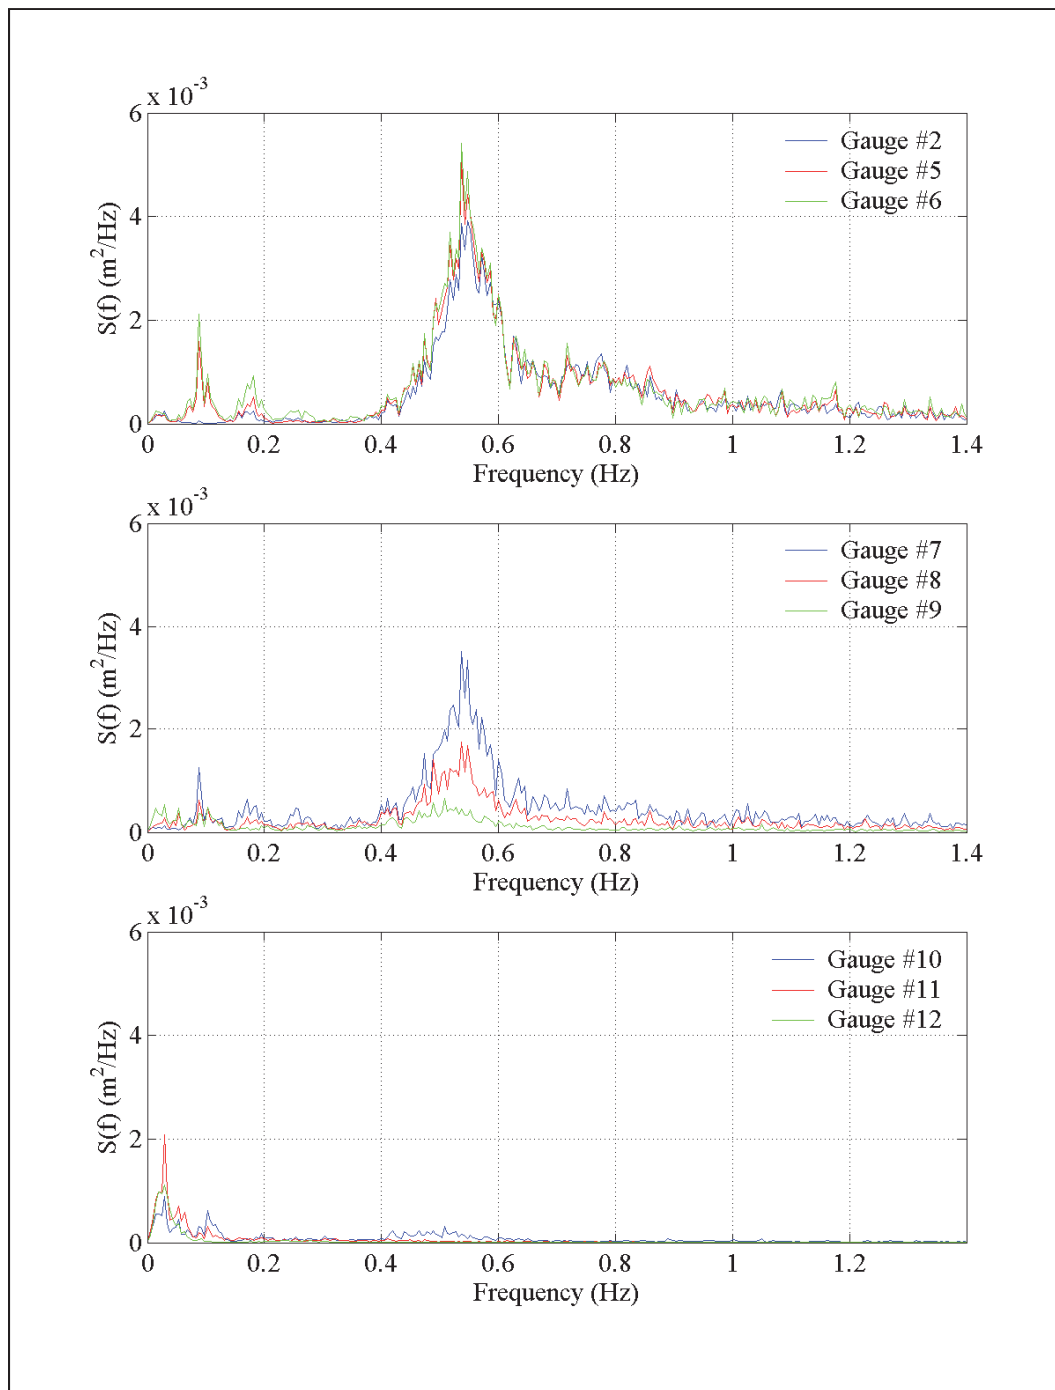 x 10-3
6
4
2
0
S(f) (m2/Hz)
Gauge #2
Gauge #5
Gauge #6
0 0.2 0.4 0.6 0.8 1 1.2 1.4
Frequency (Hz)
x 10-3
6
4
2
0
S(f) (m2/Hz)
Gauge #7
Gauge #8
Gauge #9
0 0.2 0.4 0.6 0.8 1 1.2 1.4
Frequency (Hz)
x 10-3
6
4
2
0
S(f) (m2/Hz)
Gauge #10
Gauge #11
Gauge #12
0 0.2 0.4 0.6 0.8 1 1.2
Frequency (Hz)